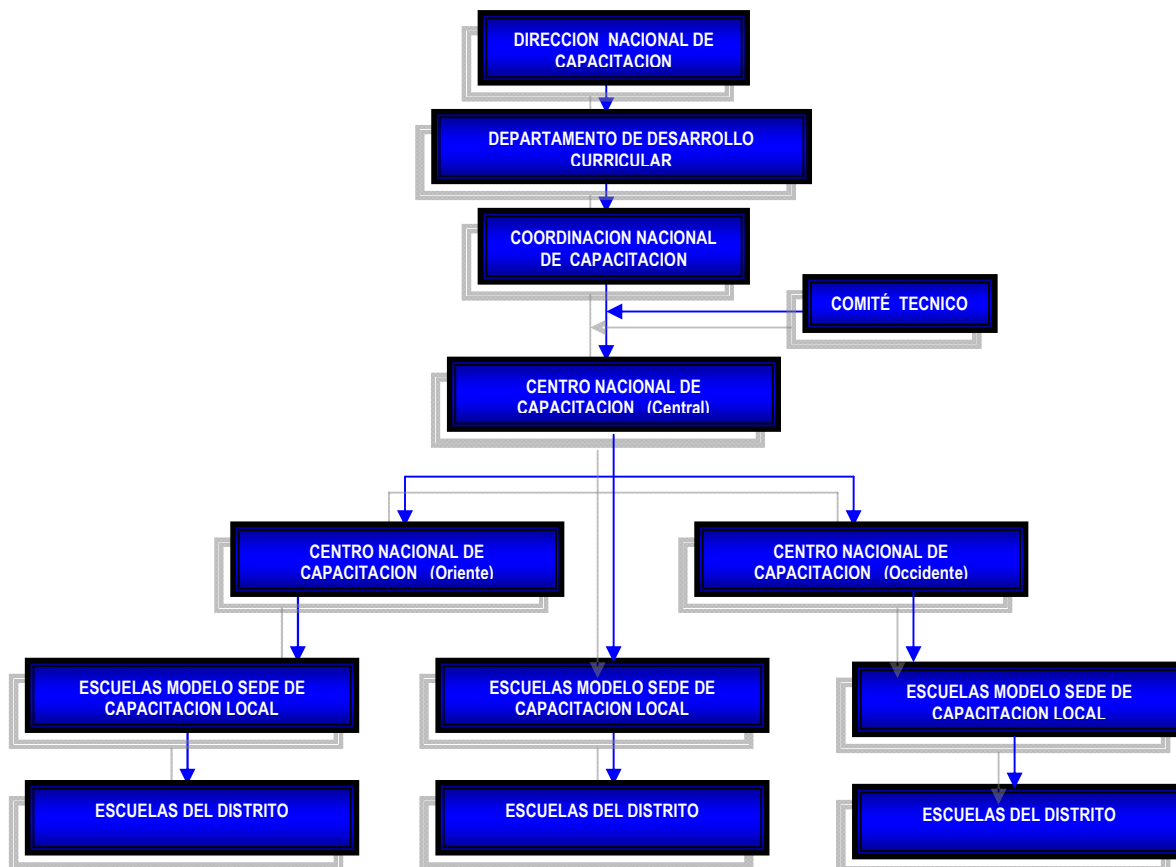 DIRECCION NACIONAL DE
CAPACITACION
DEPARTAMENTO DE DESARROLLO
CURRICULAR
COORDINACION NACIONAL
DE CAPACITACION
COMITÉ TECNICO
CENTRO NACIONAL DE
CAPACITACION (Central)
CENTRO NACIONAL DE
CAPACITACION (Oriente)
CENTRO NACIONAL DE
CAPACITACION (Occidente)
ESCUELAS MODELO SEDE DE
CAPACITACION LOCAL
ESCUELAS MODELO SEDE DE
CAPACITACION LOCAL
ESCUELAS MODELO SEDE DE
CAPACITACION LOCAL
ESCUELAS DEL DISTRITO
ESCUELAS DEL DISTRITO
ESCUELAS DEL DISTRITO